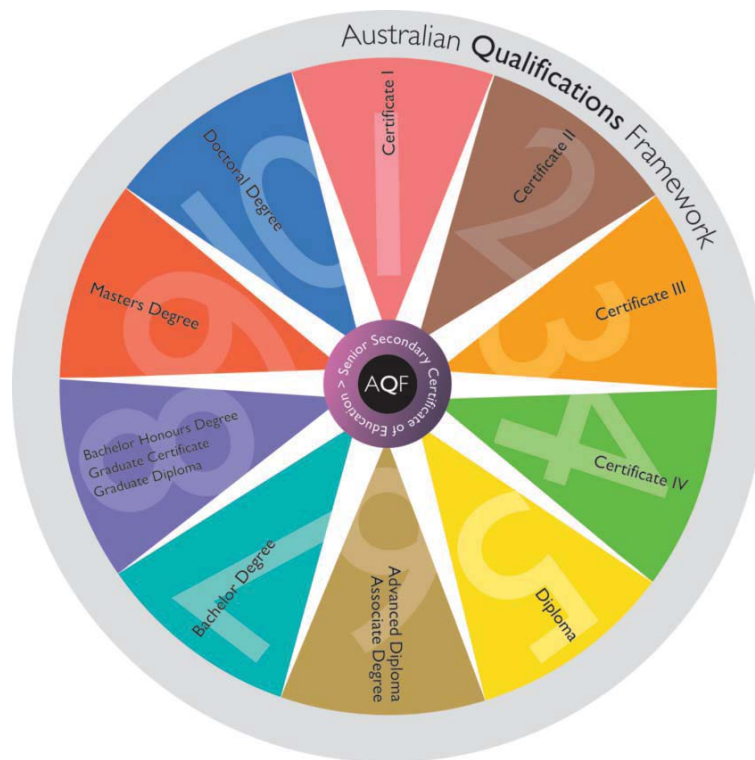 Australian Qualifications Framework
Certificate I
1
Certificate II
2
Certificate III
3
Certificate IV
4
Diploma
5
Advanced Diploma
Associate Degree
6
Bachelor Degree
7
Bachelor Honours Degree
Graduate Certificate
Graduate Diploma
8
Masters Degree
9
Doctoral Degree
10
Senior Secondary Certificate of Education >
AQF